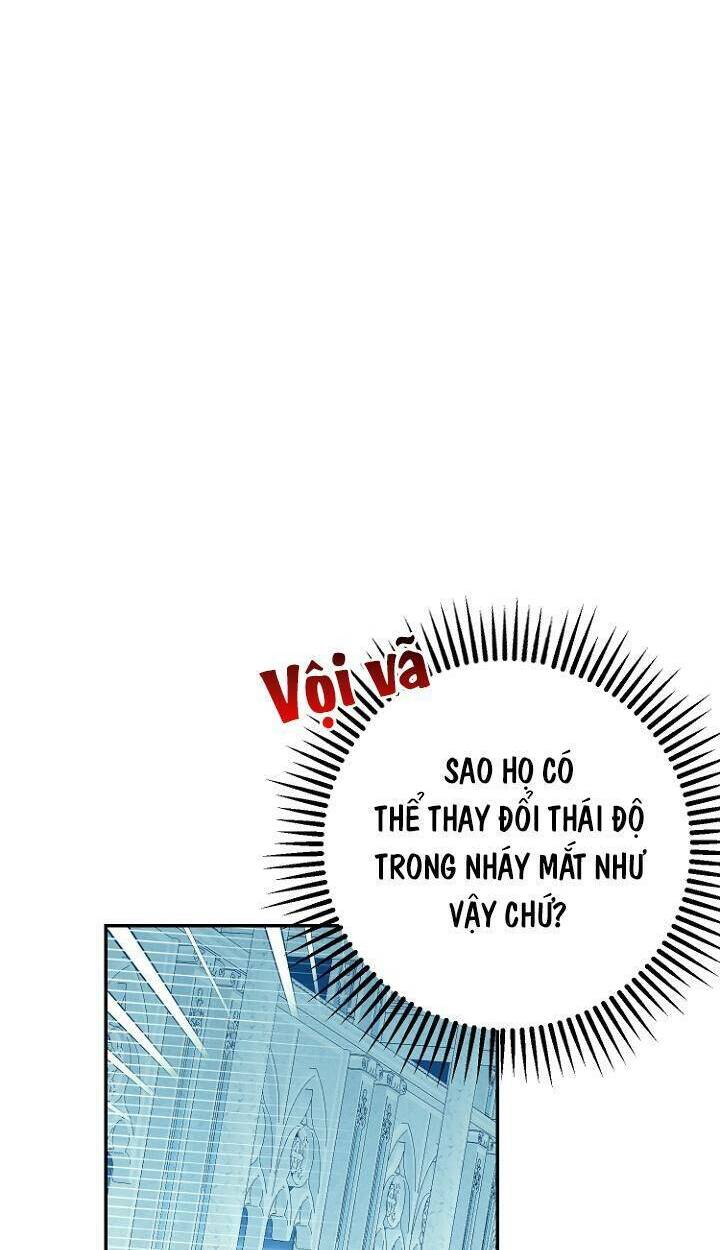 Vội vã
SAO HỌ CÓ
THỂ THAY ĐỔI THÁI ĐỘ
TRONG NHÁY MẮT NHƯ
VẬY CHỨ?